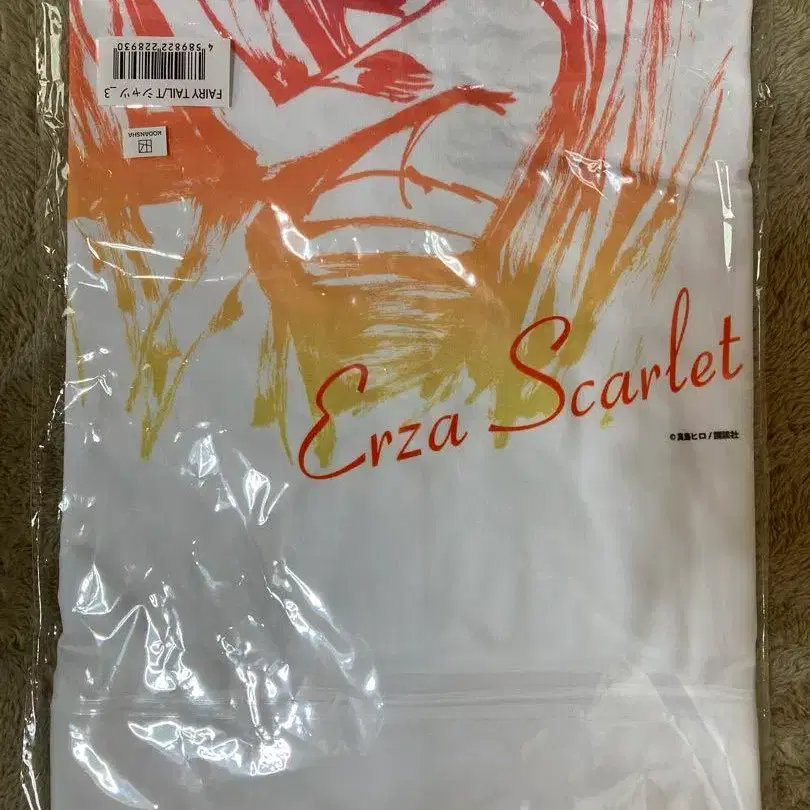 FAIRY TAIL/Tシャツ_3
4 589822 228930
KODANSHA
Erza Scarlet
©真島ヒロ/講談社